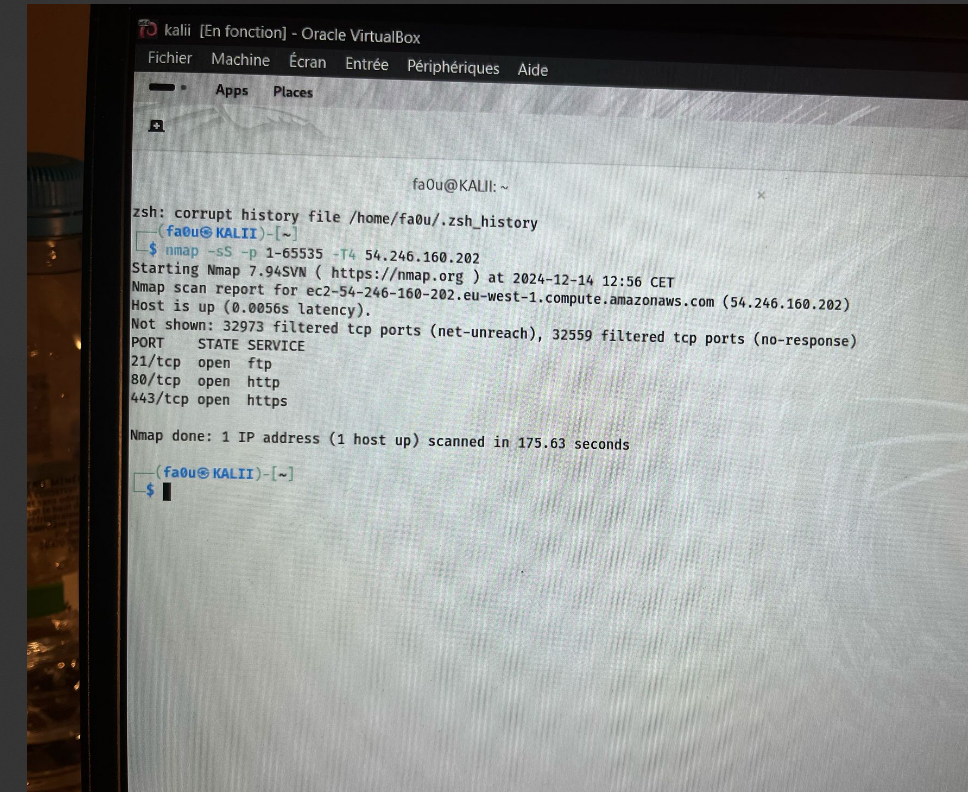 kalii [En fonction] - Oracle VirtualBox
Fichier Machine Écran Entrée Périphériques Aide
Apps Places
fa0u@KALII: ~
zsh: corrupt history file /home/fa0u/.zsh_history
(fa0u㉿KALII)-[~]
$ nmap -sS -p 1-65535 -T4 54.246.160.202
Starting Nmap 7.94SVN ( https://nmap.org ) at 2024-12-14 12:56 CET
Nmap scan report for ec2-54-246-160-202.eu-west-1.compute.amazonaws.com (54.246.160.202)
Host is up (0.0056s latency).
Not shown: 32973 filtered tcp ports (net-unreach), 32559 filtered tcp ports (no-response)
PORT STATE SERVICE
21/tcp open ftp
80/tcp open http
443/tcp open https
Nmap done: 1 IP address (1 host up) scanned in 175.63 seconds
(fa0u㉿KALII)-[~]
$